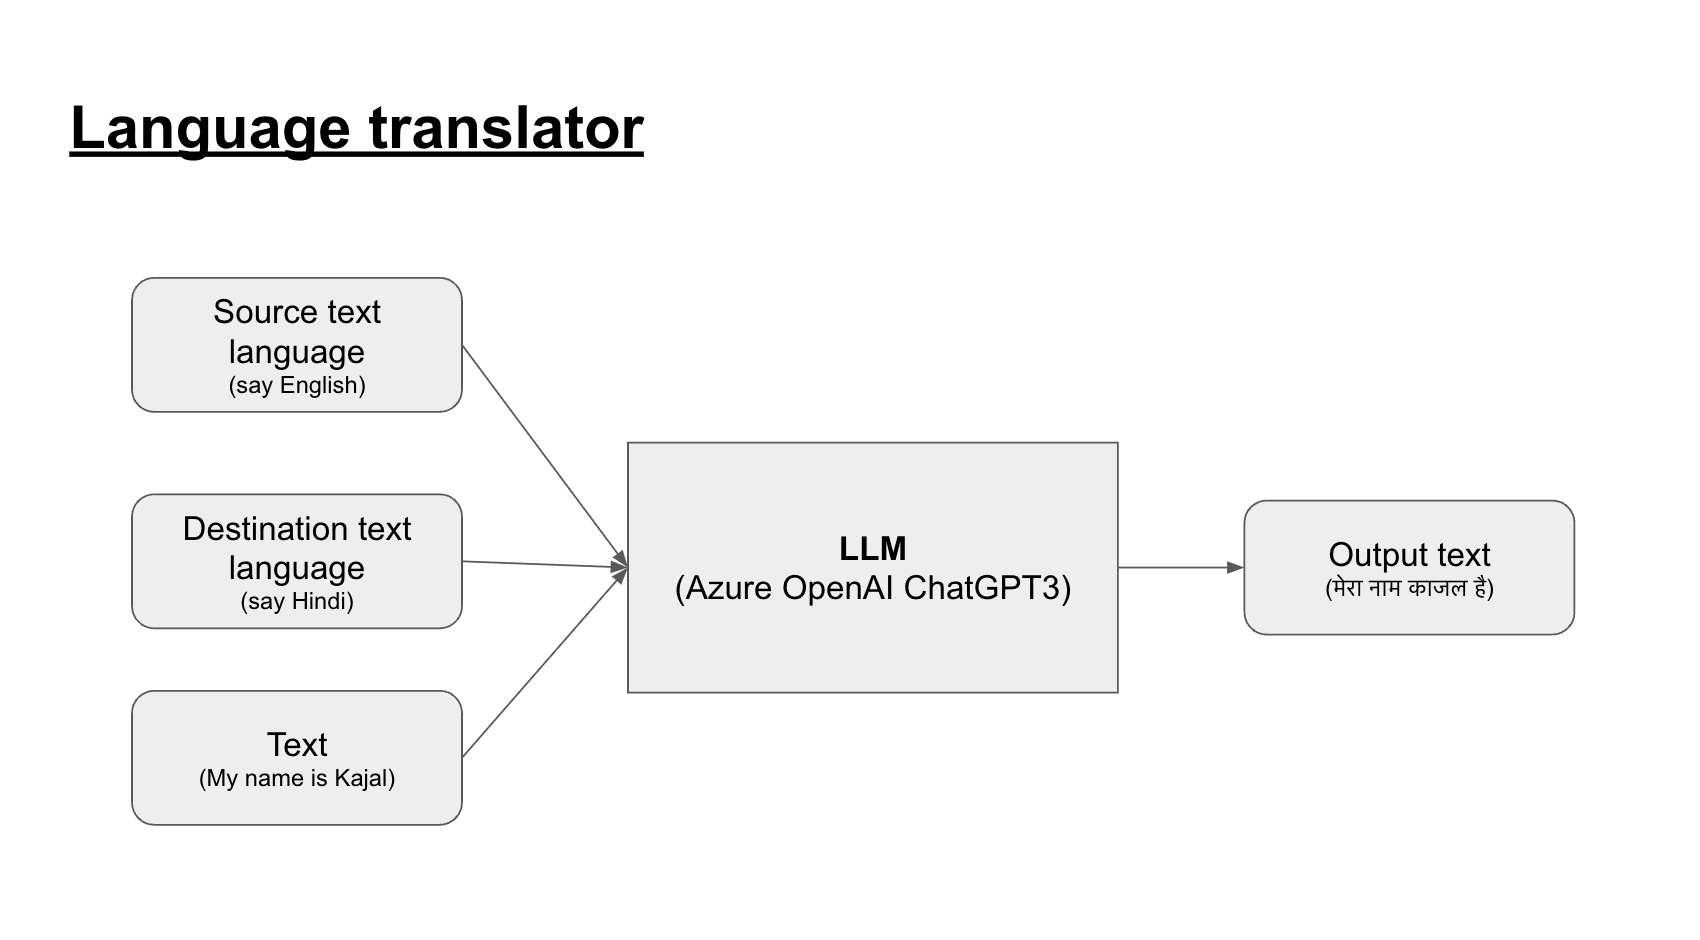 Language translator
Source text
language
(say English)
Destination text
language
(say Hindi)
Text
(My name is Kajal)
LLM
(Azure OpenAI ChatGPT3)
Output text
(मेरा नाम काजल है)